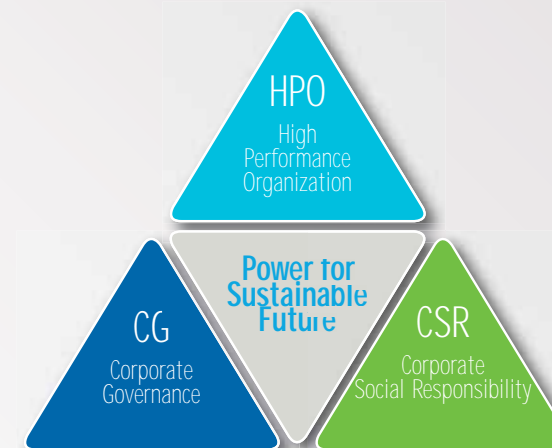 HPO
High
Performance
Organization
Power for
Sustainable
Future
CG
Corporate
Governance
CSR
Corporate
Social Responsibility